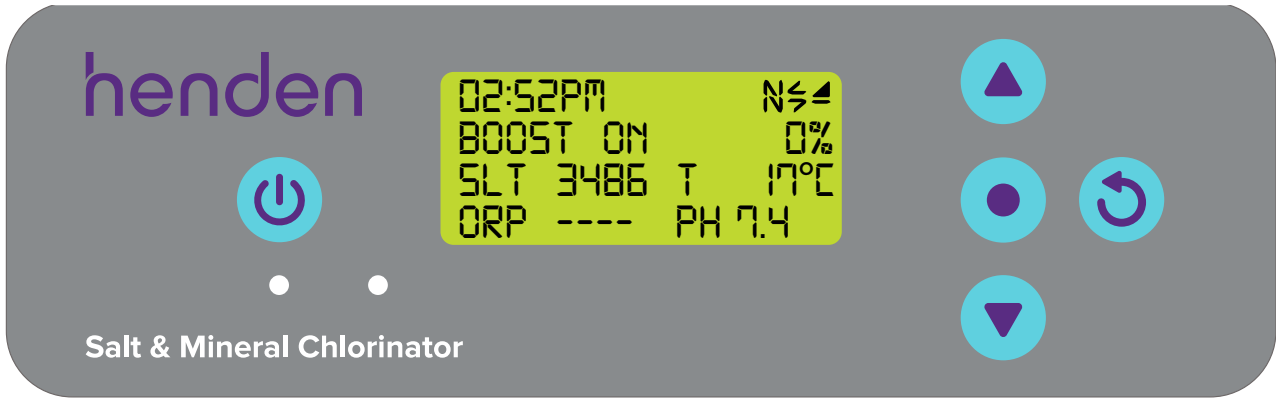 henden
02:52PM N
BOOST ON 0%
SLT 3486 T 17°C
ORP ---- PH 7.4
Salt & Mineral Chlorinator